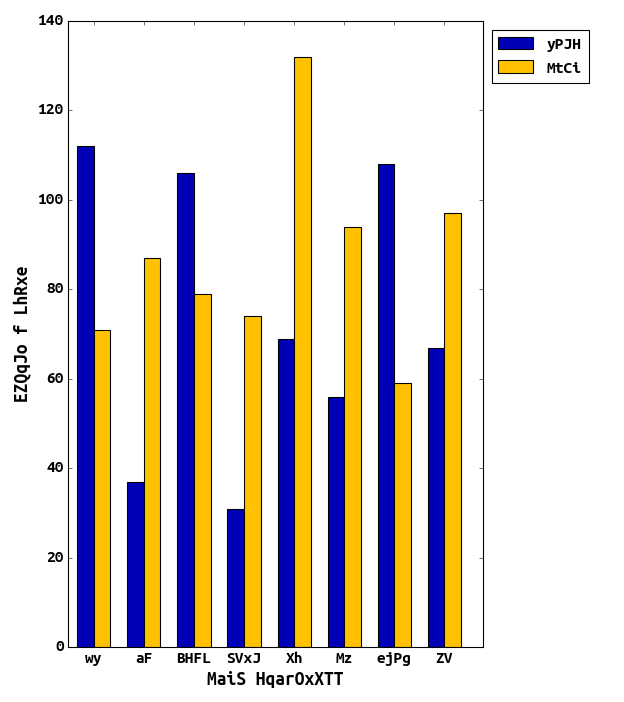 140
120
100
80
60
40
20
0
EZQqJo f LhRxe
wy aF BHFL SVxJ Xh Mz ejPg ZV
MaiS HqarOxXTT
yPJH
MtCi